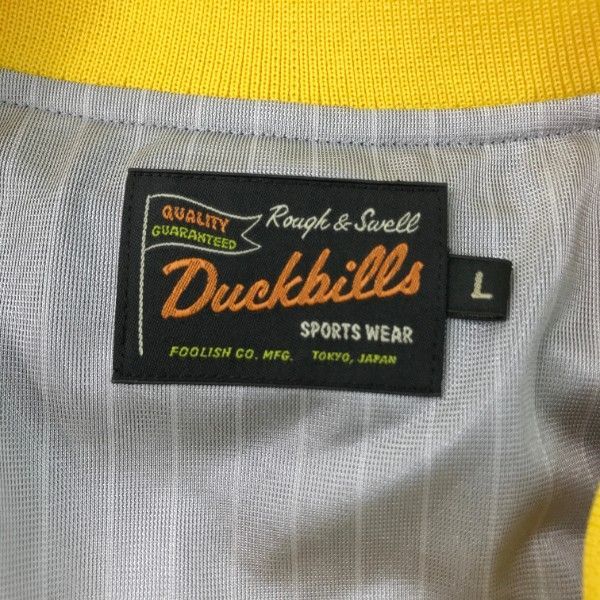 QUALITY
GUARANTEED
Rough & Swell
Duckbills
SPORTS WEAR
FOOLISH CO. MFG. TOKYO, JAPAN
L